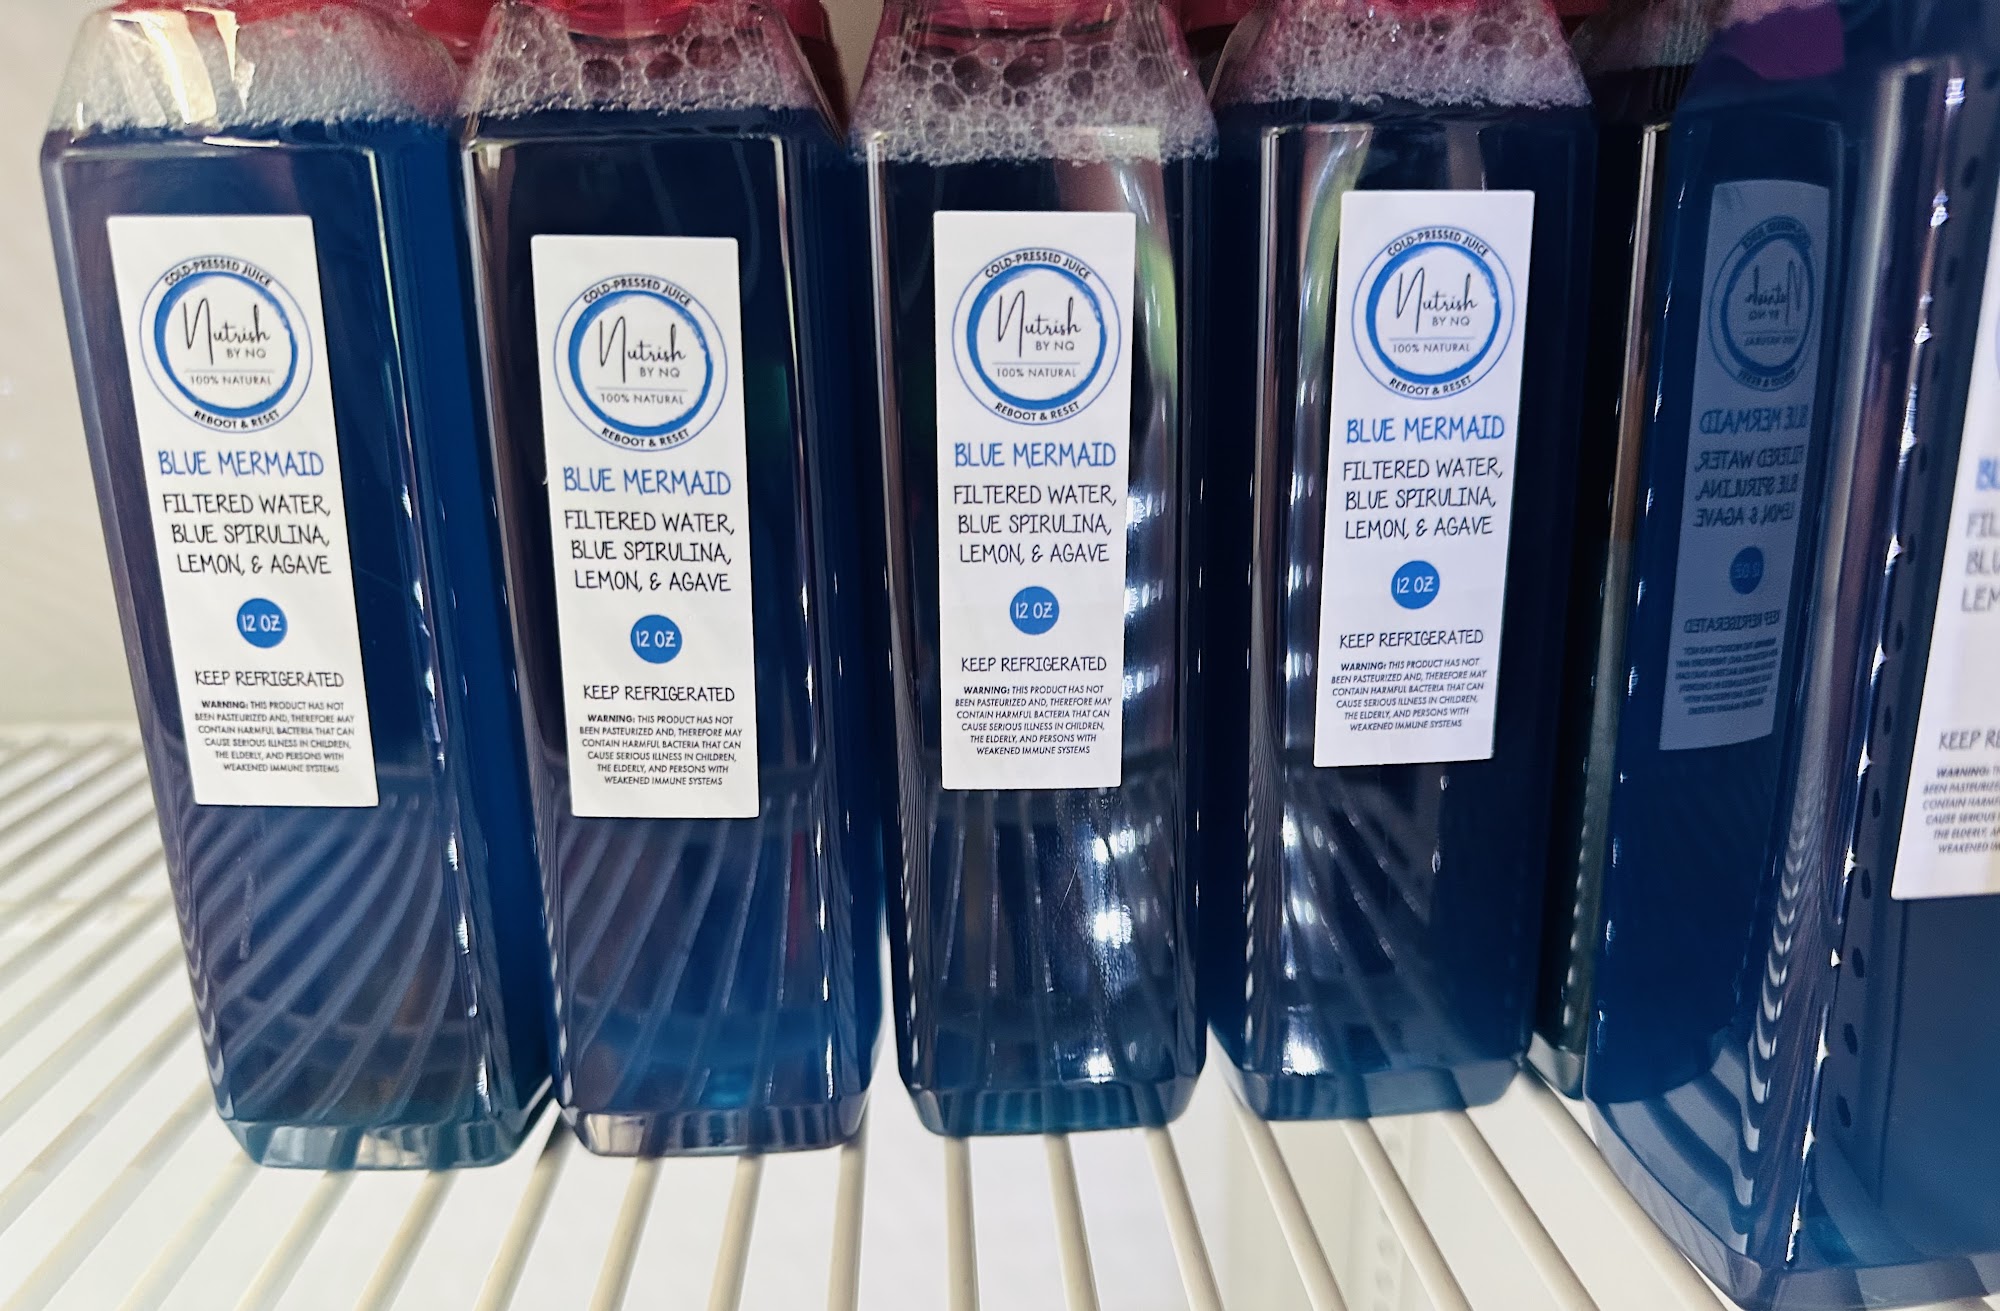 COLD-PRESSED JUICE
Nutrish
BY NQ
100% NATURAL
REBOOT & RESET
BLUE MERMAID
FILTERED WATER,
BLUE SPIRULINA,
LEMON, & AGAVE
12 OZ
KEEP REFRIGERATED
WARNING: THIS PRODUCT HAS NOT
BEEN PASTEURIZED AND, THEREFORE MAY
CONTAIN HARMFUL BACTERIA THAT CAN
CAUSE SERIOUS ILLNESS IN CHILDREN,
THE ELDERLY, AND PERSONS WITH
WEAKENED IMMUNE SYSTEMS
COLD-PRESSED JUICE
Nutrish
BY NQ
100% NATURAL
REBOOT & RESET
BLUE MERMAID
FILTERED WATER,
BLUE SPIRULINA,
LEMON, & AGAVE
12 OZ
KEEP REFRIGERATED
WARNING: THIS PRODUCT HAS NOT
BEEN PASTEURIZED AND, THEREFORE MAY
CONTAIN HARMFUL BACTERIA THAT CAN
CAUSE SERIOUS ILLNESS IN CHILDREN,
THE ELDERLY, AND PERSONS WITH
WEAKENED IMMUNE SYSTEMS
COLD-PRESSED JUICE
Nutrish
BY NQ
100% NATURAL
REBOOT & RESET
BLUE MERMAID
FILTERED WATER,
BLUE SPIRULINA,
LEMON, & AGAVE
12 OZ
KEEP REFRIGERATED
WARNING: THIS PRODUCT HAS NOT
BEEN PASTEURIZED AND, THEREFORE MAY
CONTAIN HARMFUL BACTERIA THAT CAN
CAUSE SERIOUS ILLNESS IN CHILDREN,
THE ELDERLY, AND PERSONS WITH
WEAKENED IMMUNE SYSTEMS
COLD-PRESSED JUICE
Nutrish
BY NQ
100% NATURAL
REBOOT & RESET
BLUE MERMAID
FILTERED WATER,
BLUE SPIRULINA,
LEMON, & AGAVE
12 OZ
KEEP REFRIGERATED
WARNING: THIS PRODUCT HAS NOT
BEEN PASTEURIZED AND, THEREFORE MAY
CONTAIN HARMFUL BACTERIA THAT CAN
CAUSE SERIOUS ILLNESS IN CHILDREN,
THE ELDERLY, AND PERSONS WITH
WEAKENED IMMUNE SYSTEMS
KEEP
WARNING:
BEEN
CONTAIN
CAUSE SERIOUS
THE ELDERLY,
WEAKENED